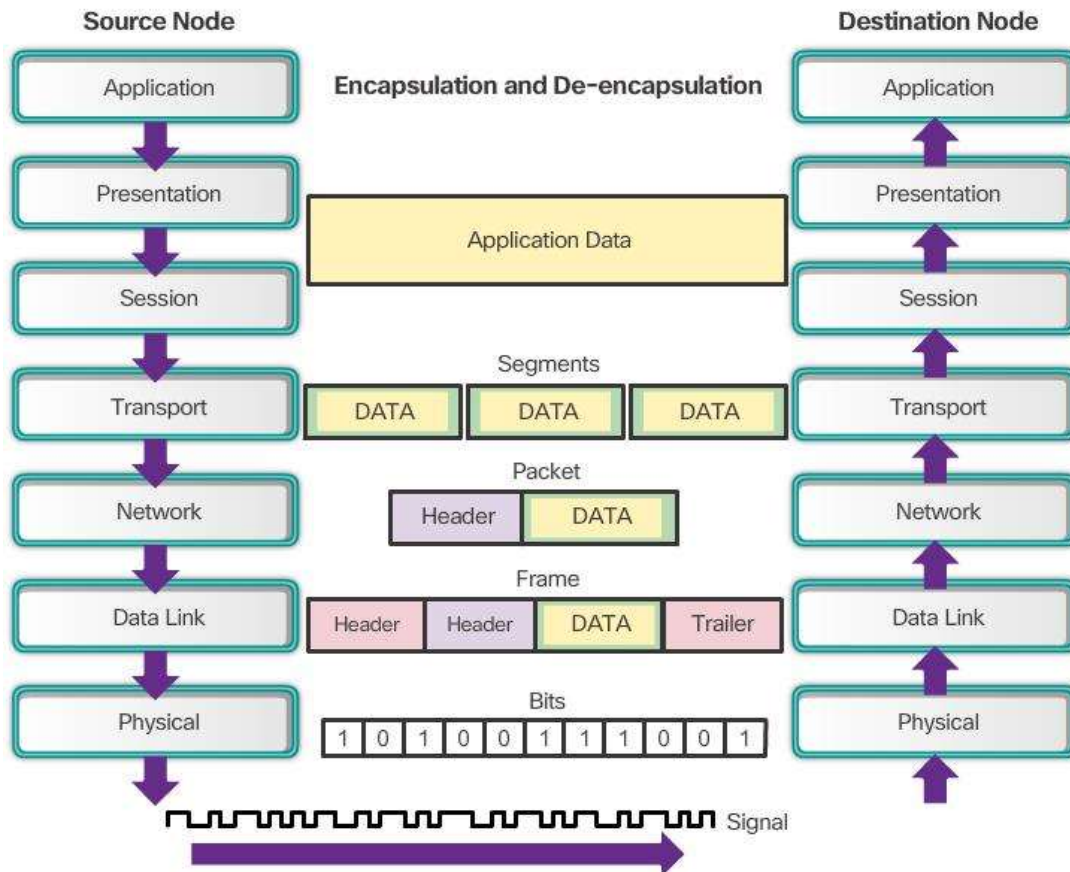 Source Node
Destination Node
Application
Encapsulation and De-encapsulation
Application
Presentation
Presentation
Application Data
Session
Session
Segments
Transport
DATA
DATA
DATA
Transport
Packet
Network
Header
DATA
Network
Frame
Data Link
Header
Header
DATA
Trailer
Data Link
Bits
Physical
1 0 1 0 0 1 1 1 0 0 1
Physical
Signal